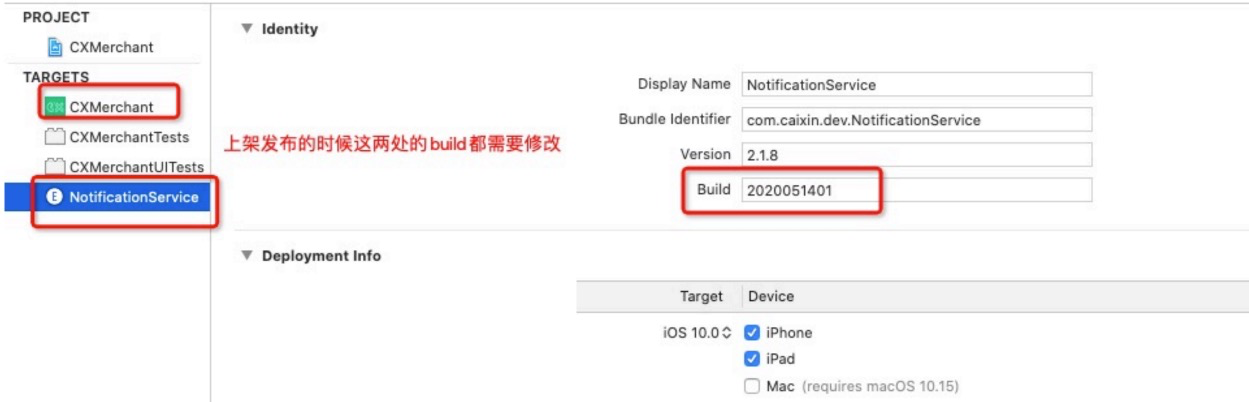 PROJECT
CXMerchant
TARGETS
CXMerchant
CXMerchantTests
CXMerchantUITests
NotificationService
上架发布的时候这两处的build都需要修改
Identity
Display Name NotificationService
Bundle Identifier com.caixin.dev.NotificationService
Version 2.1.8
Build 2020051401
Deployment Info
Target Device
iOS 10.0 iPhone
iPad
Mac (requires macOS 10.15)